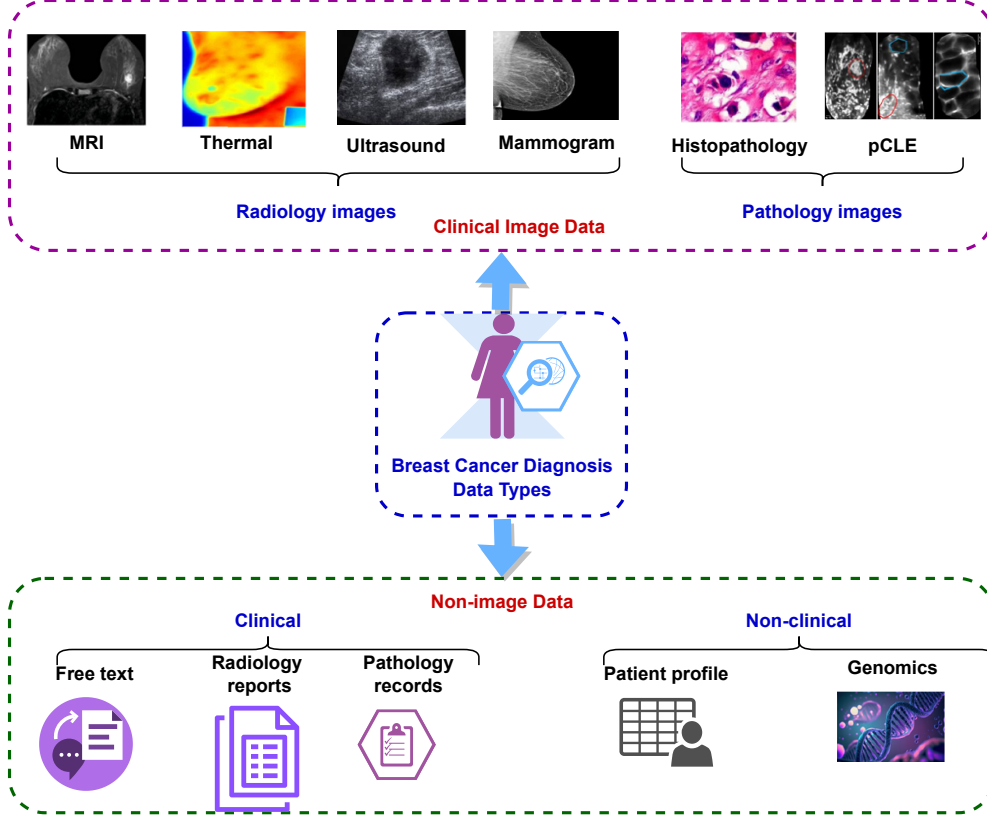 MRI
Thermal
Ultrasound
Mammogram
Histopathology
pCLE
Radiology images
Pathology images
Clinical Image Data
Breast Cancer Diagnosis
Data Types
Non-image Data
Clinical
Non-clinical
Free text
Radiology
reports
Pathology
records
Patient profile
Genomics